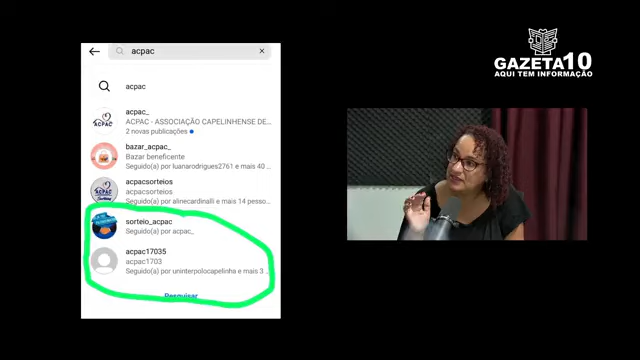 acpac
acpac
acpac_
ACPAC - ASSOCIAÇÃO CAPELINHENSE DE...
2 novas publicações
bazar_acpac_
Bazar beneficente
Seguido(a) por luanarodrigues2761 e mais 40 ...
acpacsorteios
acpacsorteios
Seguido(a) por alinecardinalli e mais 14 pesso...
sorteio_acpac
Seguido(a) por acpac_
acpac17035
acpac1703
Seguido(a) por uninterpolocapelinha e mais 3 ...
Pesquisar
ACPAC
ACPAC
GAZETA10
AQUI TEM INFORMAÇÃO